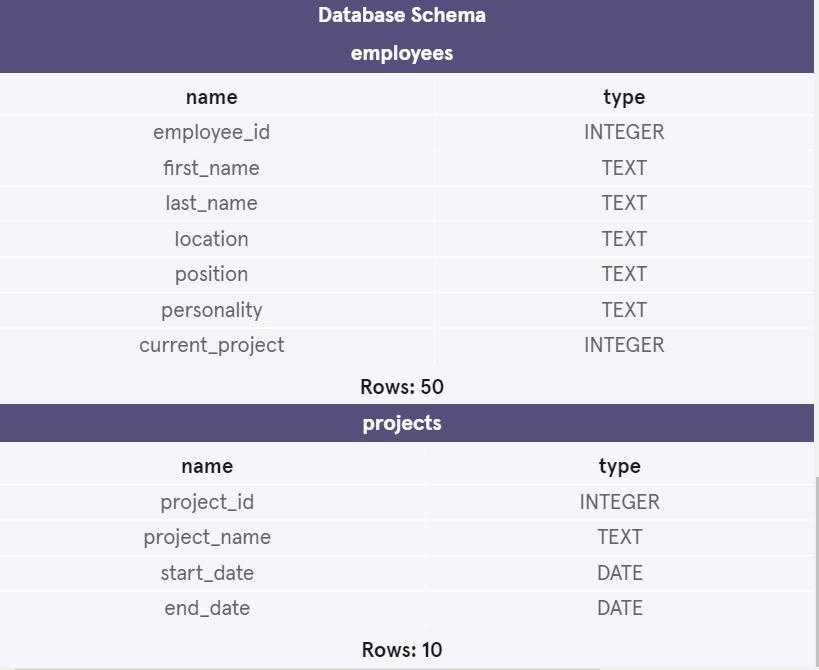 Database Schema
employees
name type
employee_id INTEGER
first_name TEXT
last_name TEXT
location TEXT
position TEXT
personality TEXT
current_project INTEGER
Rows: 50
projects
name type
project_id INTEGER
project_name TEXT
start_date DATE
end_date DATE
Rows: 10